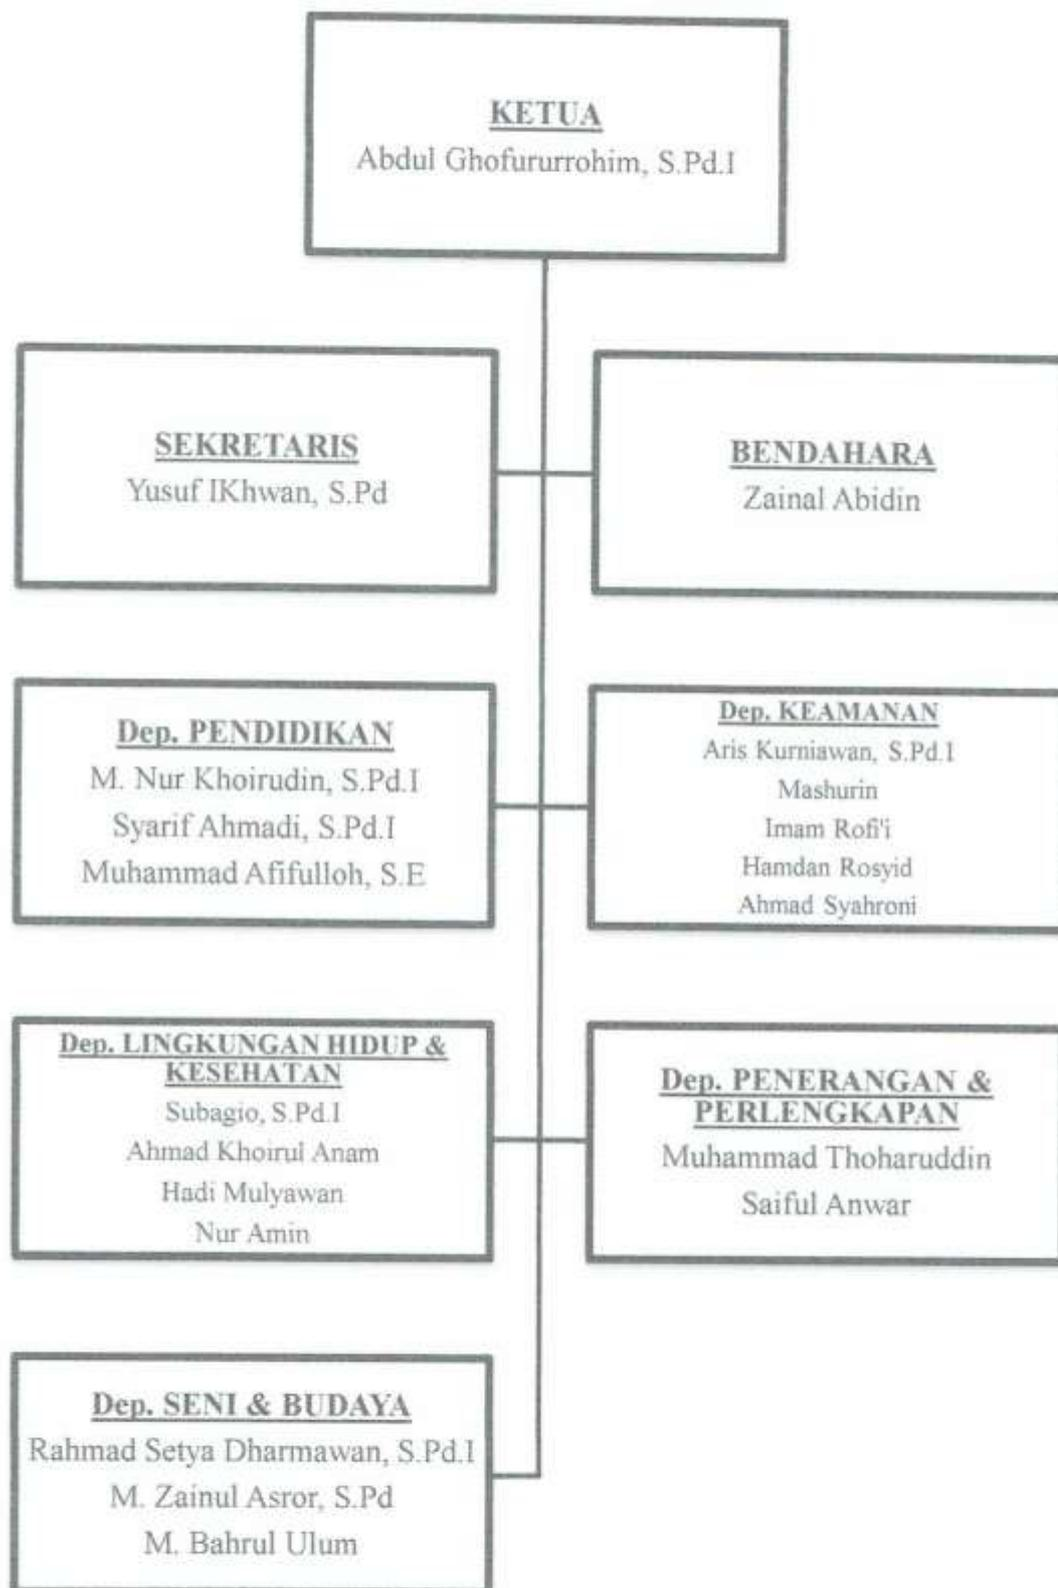 KETUA
Abdul Ghofururrohim, S.Pd.I
SEKRETARIS
Yusuf IKhwan, S.Pd
BENDAHARA
Zainal Abidin
Dep. PENDIDIKAN
M. Nur Khoirudin, S.Pd.I
Syarif Ahmadi, S.Pd.I
Muhammad Afifulloh, S.E
Dep. KEAMANAN
Aris Kurniawan, S.Pd.I
Mashurin
Imam Rofi'i
Hamdan Rosyid
Ahmad Syahroni
Dep. LINGKUNGAN HIDUP &
KESEHATAN
Subagio, S.Pd.I
Ahmad Khoirul Anam
Hadi Mulyawan
Nur Amin
Dep. PENERANGAN &
PERLENGKAPAN
Muhammad Thoharuddin
Saiful Anwar
Dep. SENI & BUDAYA
Rahmad Setya Dharmawan, S.Pd.I
M. Zainul Asror, S.Pd
M. Bahrul Ulum